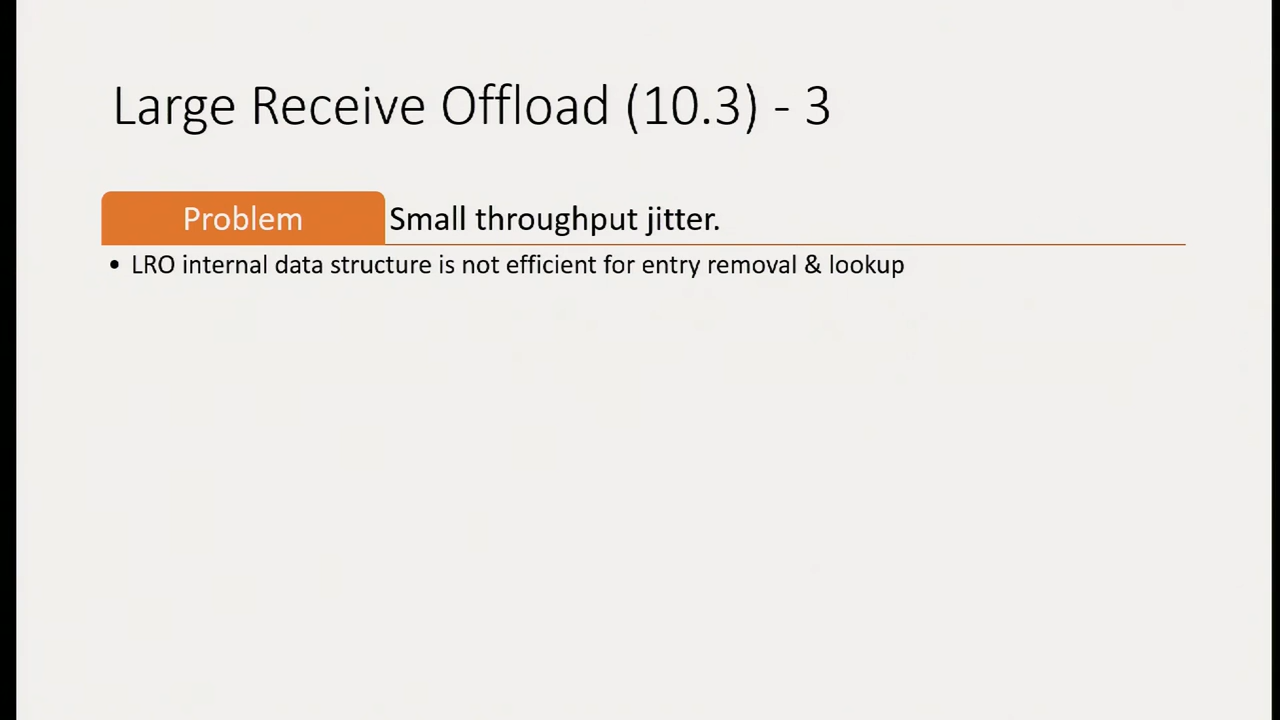 Large Receive Offload (10.3) - 3
Problem Small throughput jitter.
• LRO internal data structure is not efficient for entry removal & lookup